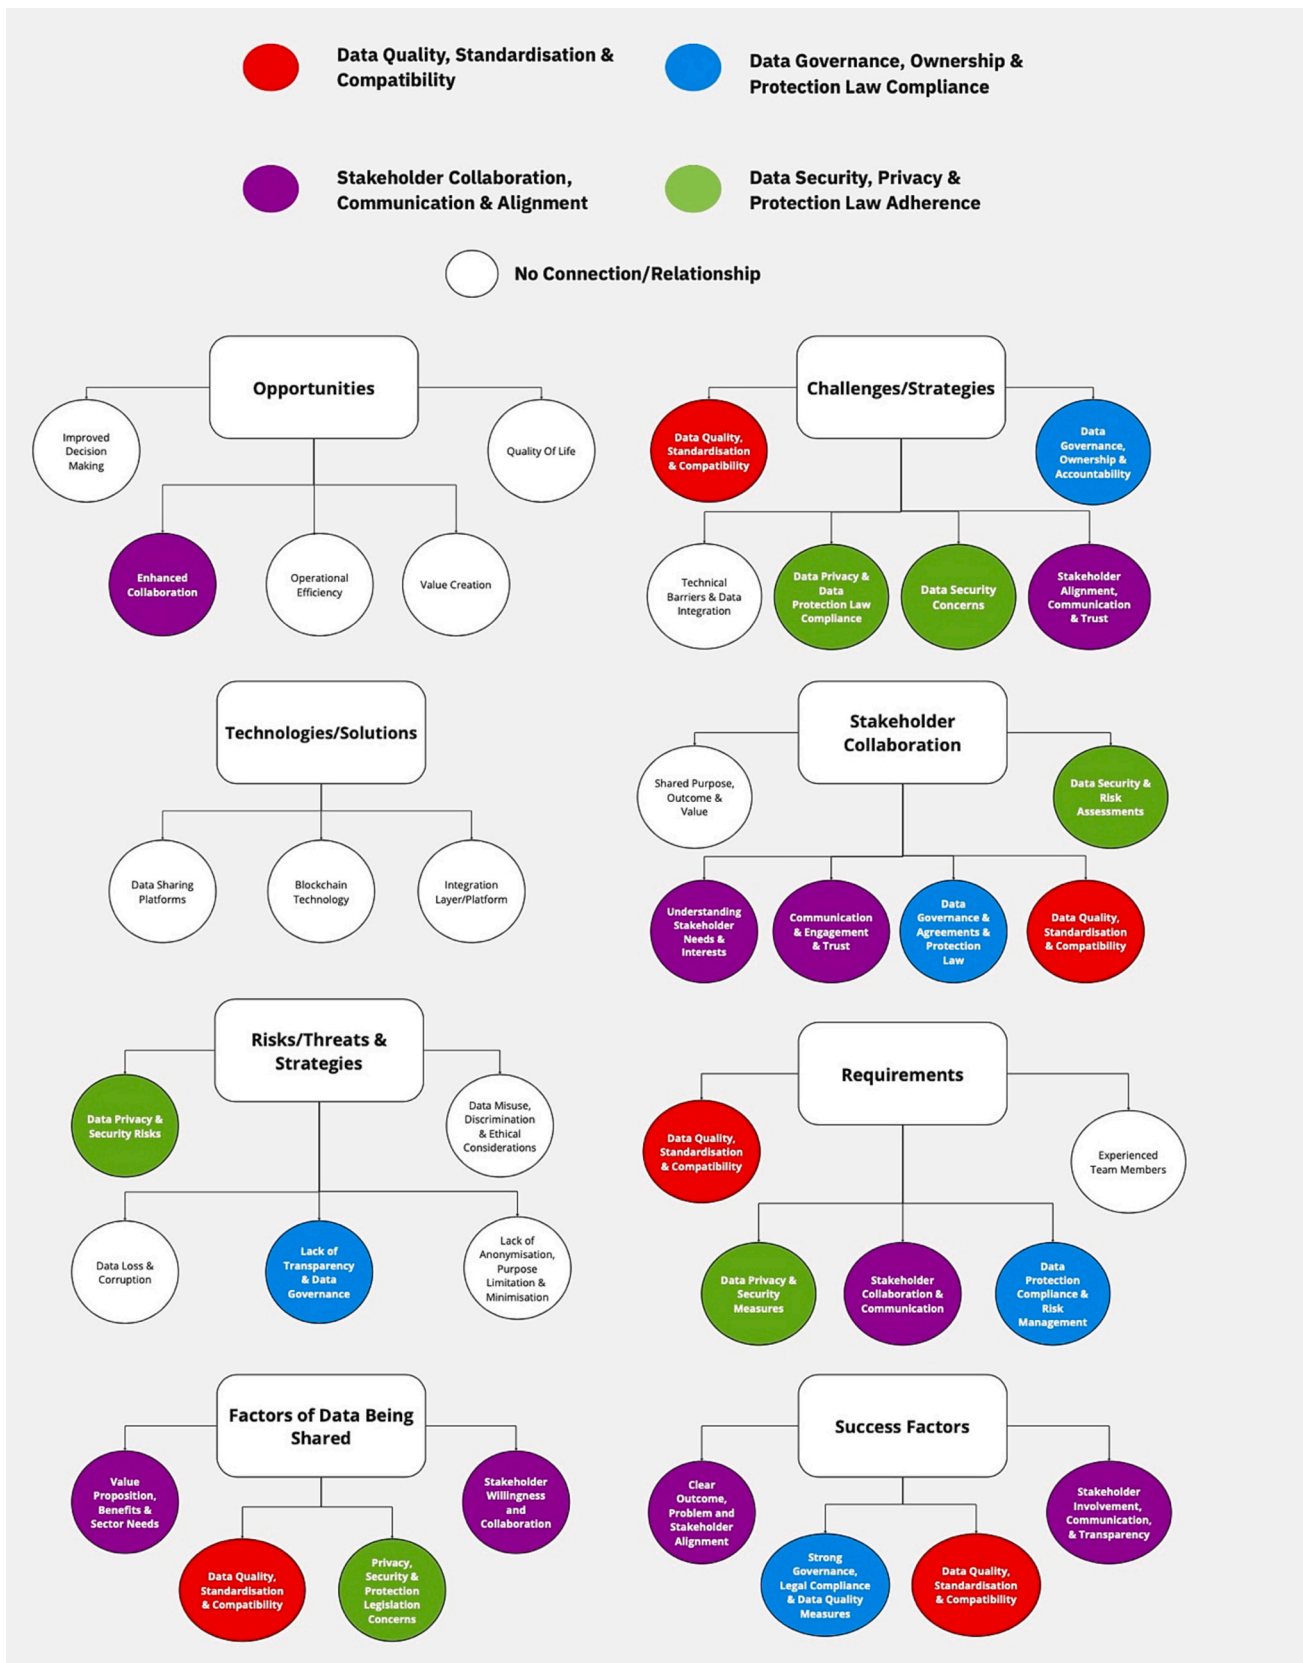 Data Quality, Standardisation &
Compatibility
Data Governance, Ownership &
Protection Law Compliance
Stakeholder Collaboration,
Communication & Alignment
Data Security, Privacy &
Protection Law Adherence
No Connection/Relationship
Opportunities
Improved
Decision
Making
Quality Of Life
Enhanced
Collaboration
Operational
Efficiency
Value Creation
Challenges/Strategies
Data Quality,
Standardisation
& Compatibility
Data
Governance,
Ownership &
Accountability
Technical
Barriers & Data
Integration
Data Privacy &
Data
Protection Law
Compliance
Data Security
Concerns
Stakeholder
Alignment,
Communication
& Trust
Technologies/Solutions
Data Sharing
Platforms
Blockchain
Technology
Integration
Layer/Platform
Stakeholder
Collaboration
Shared Purpose,
Outcome &
Value
Data Security &
Risk
Assessments
Understanding
Stakeholder
Needs &
Interests
Communication
& Engagement
& Trust
Data
Governance &
Agreements &
Protection
Law
Data Quality,
Standardisation
& Compatibility
Risks/Threats &
Strategies
Data Privacy &
Security Risks
Data Misuse,
Discrimination
& Ethical
Considerations
Data Loss &
Corruption
Lack of
Transparency
& Data
Governance
Lack of
Anonymisation,
Purpose
Limitation &
Minimisation
Requirements
Data Quality,
Standardisation
& Compatibility
Experienced
Team Members
Data Privacy &
Security
Measures
Stakeholder
Collaboration &
Communication
Data
Protection
Compliance &
Risk
Management
Factors of Data Being
Shared
Value
Proposition,
Benefits &
Sector Needs
Stakeholder
Willingness
and
Collaboration
Data Quality,
Standardisation
& Compatibility
Privacy,
Security &
Protection
Legislation
Concerns
Success Factors
Clear
Outcome,
Problem and
Stakeholder
Alignment
Stakeholder
Involvement,
Communication,
& Transparency
Strong
Governance,
Legal Compliance
& Data Quality
Measures
Data Quality,
Standardisation
& Compatibility